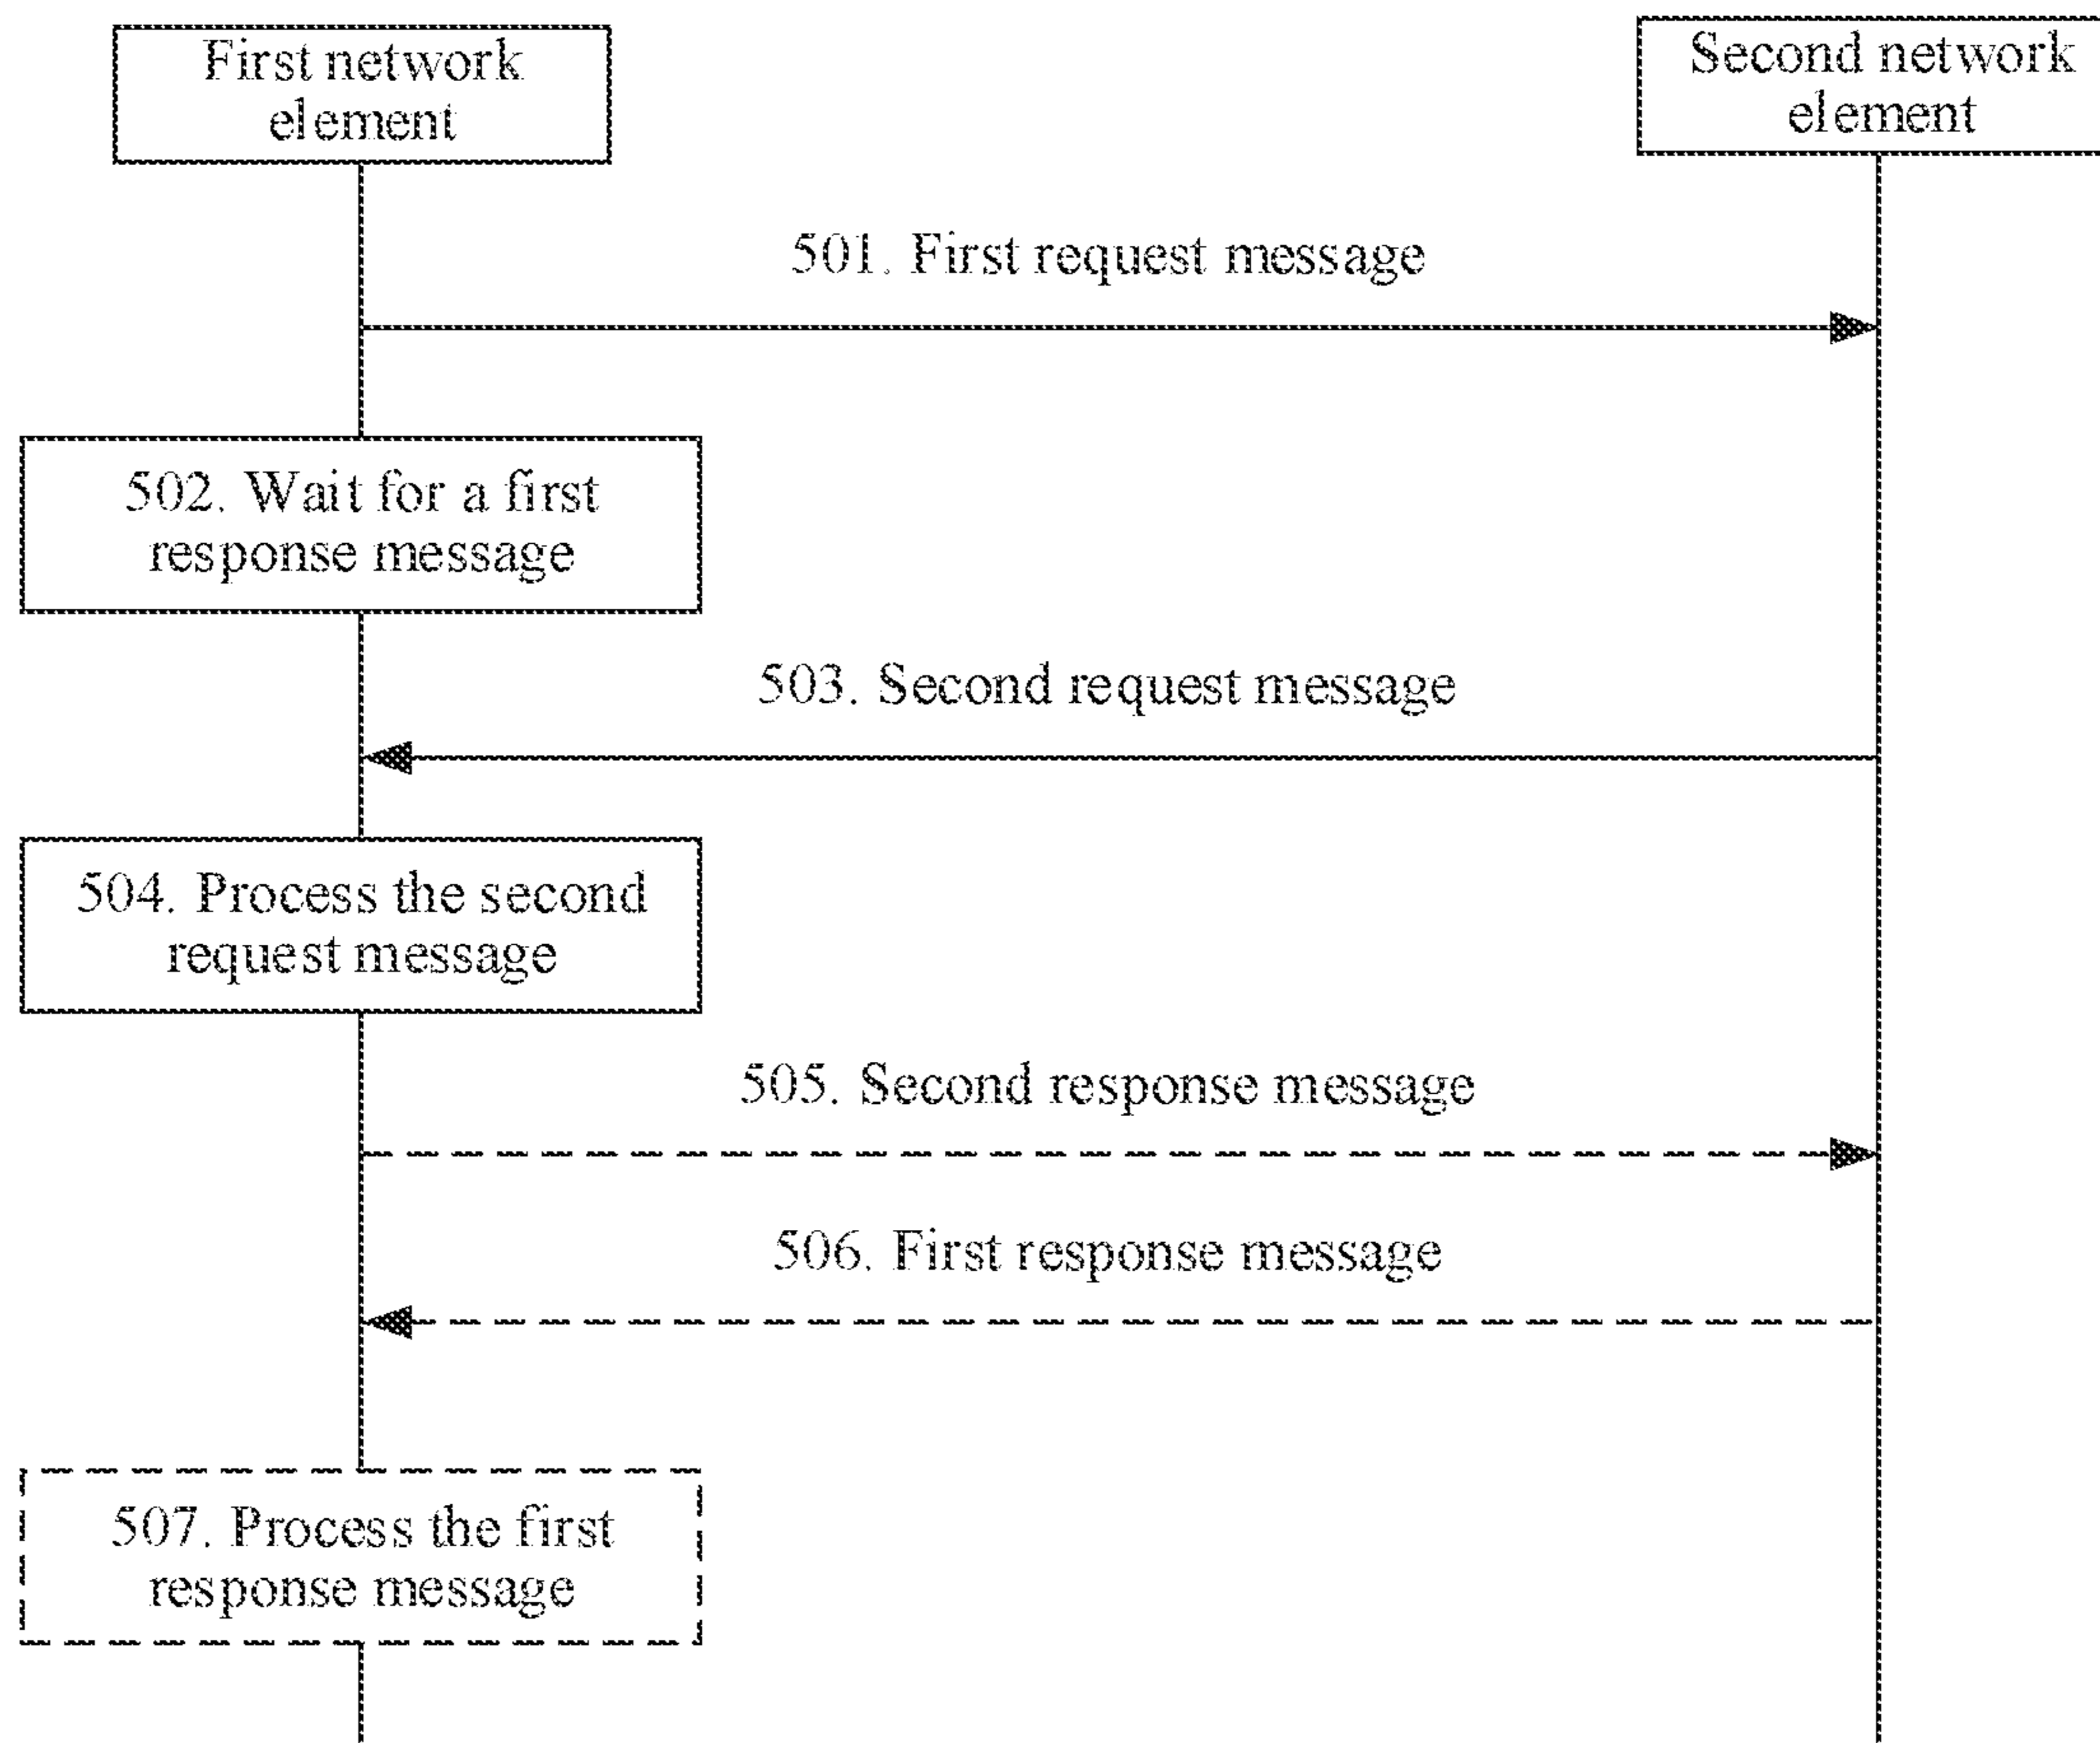 First network
element
Second network
element
501. First request message
502. Wait for a first
response message
503. Second request message
504. Process the second
request message
505. Second response message
506. First response message
507. Process the first
response message